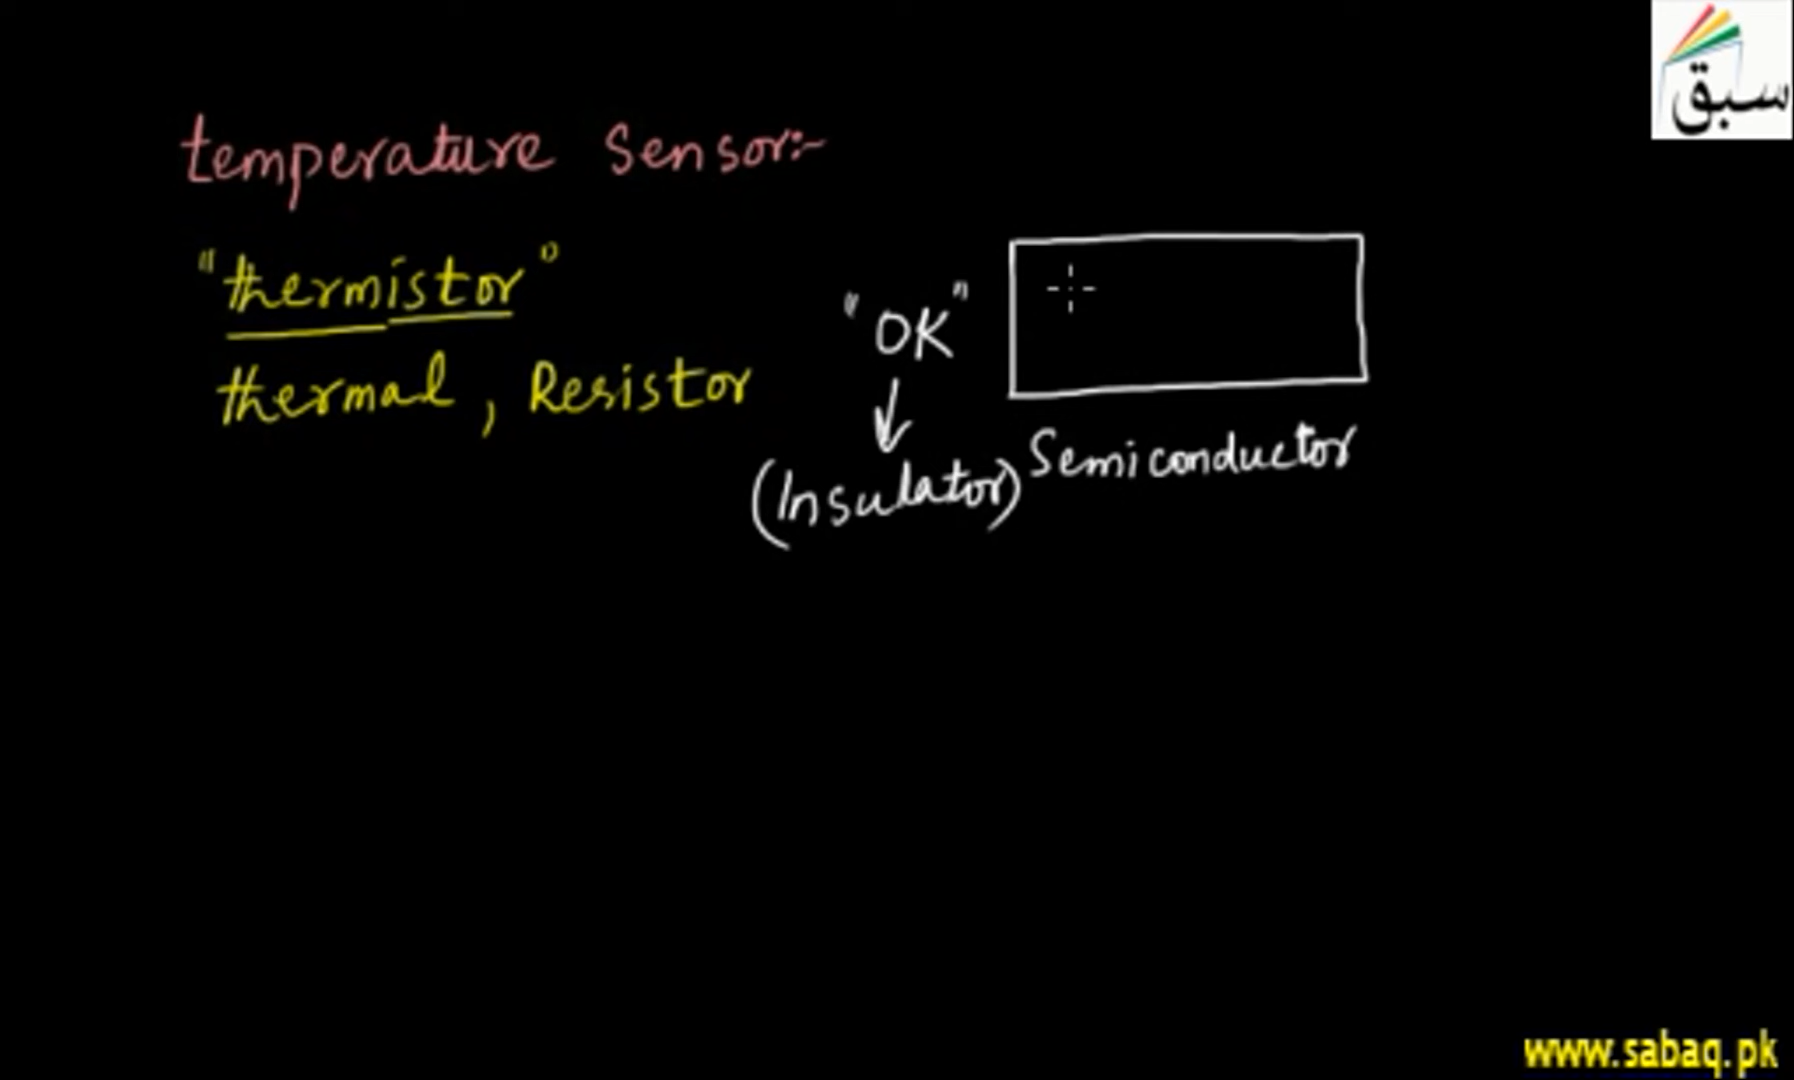 سبق
temperature Sensor:-
"thermistor"
thermal, Resistor
"OK"
(Insulator)
Semiconductor
www.sabaq.pk